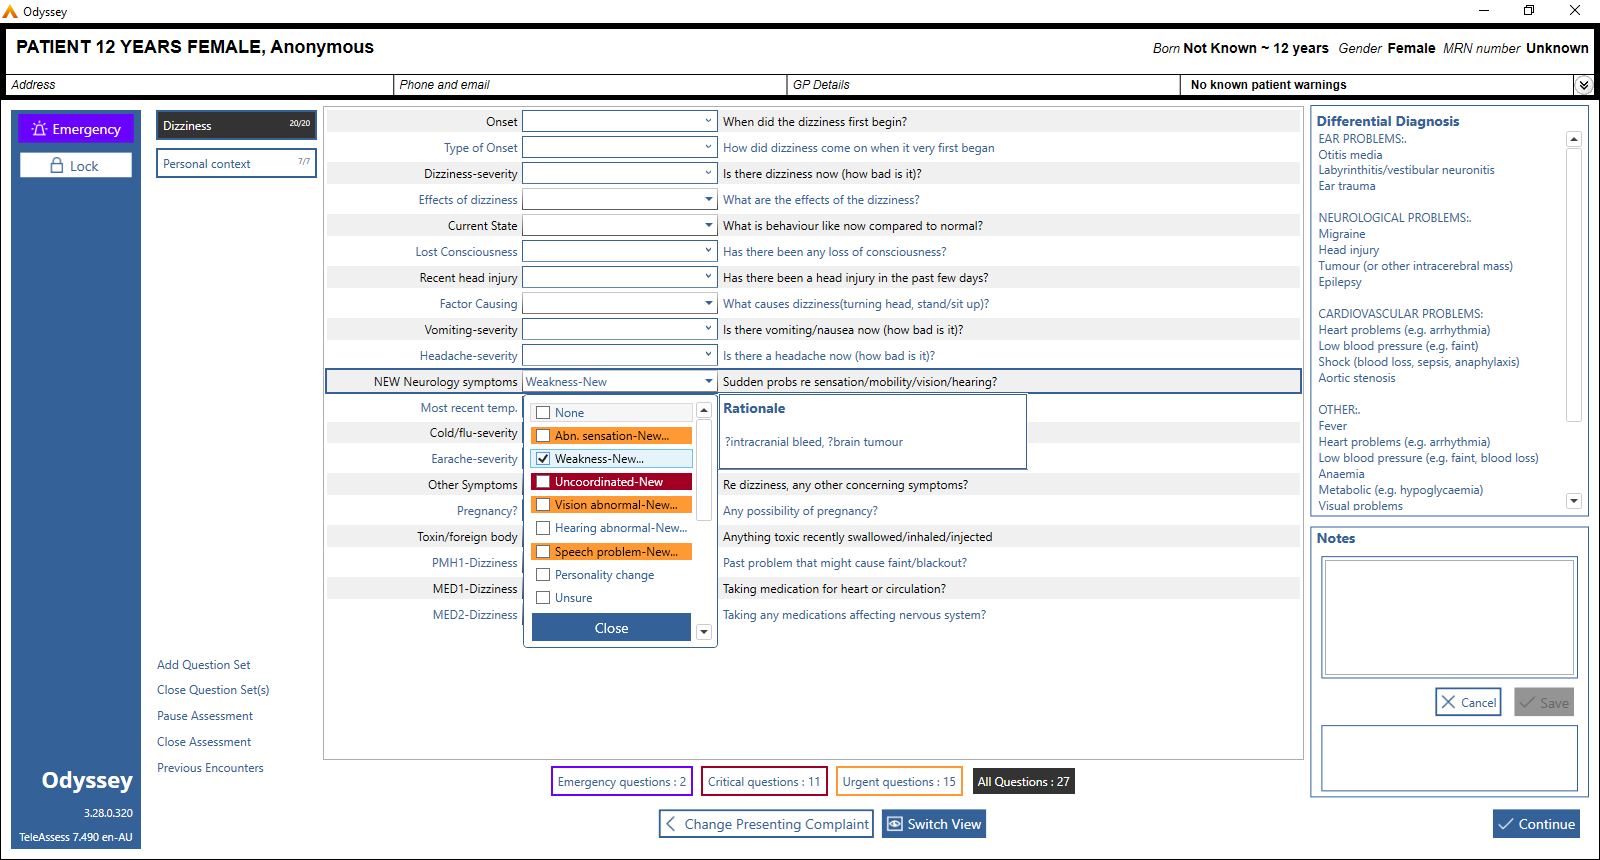 Odyssey
PATIENT 12 YEARS FEMALE, Anonymous
Born Not Known ~ 12 years Gender Female MRN number Unknown
Address
Phone and email
GP Details
No known patient warnings
Emergency
Lock
Dizziness 20/20
Personal context 7/7
Onset When did the dizziness first begin?
Type of Onset How did dizziness come on when it very first began
Dizziness-severity Is there dizziness now (how bad is it)?
Effects of dizziness What are the effects of the dizziness?
Current State What is behaviour like now compared to normal?
Lost Consciousness Has there been any loss of consciousness?
Recent head injury Has there been a head injury in the past few days?
Factor Causing What causes dizziness(turning head, stand/sit up)?
Vomiting-severity Is there vomiting/nausea now (how bad is it)?
Headache-severity Is there a headache now (how bad is it)?
NEW Neurology symptoms Weakness-New Sudden probs re sensation/mobility/vision/hearing?
Most recent temp.
Cold/flu-severity
Earache-severity
Other Symptoms Re dizziness, any other concerning symptoms?
Pregnancy? Any possibility of pregnancy?
Toxin/foreign body Anything toxic recently swallowed/inhaled/injected
PMH1-Dizziness Past problem that might cause faint/blackout?
MED1-Dizziness Taking medication for heart or circulation?
MED2-Dizziness Taking any medications affecting nervous system?
None
Abn. sensation-New...
Weakness-New...
Uncoordinated-New
Vision abnormal-New...
Hearing abnormal-New...
Speech problem-New...
Personality change
Unsure
Close
Rationale
?intracranial bleed, ?brain tumour
Differential Diagnosis
EAR PROBLEMS:.
Otitis media
Labyrinthitis/vestibular neuronitis
Ear trauma
NEUROLOGICAL PROBLEMS:.
Migraine
Head injury
Tumour (or other intracerebral mass)
Epilepsy
CARDIOVASCULAR PROBLEMS:
Heart problems (e.g. arrhythmia)
Low blood pressure (e.g. faint)
Shock (blood loss, sepsis, anaphylaxis)
Aortic stenosis
OTHER:.
Fever
Heart problems (e.g. arrhythmia)
Low blood pressure (e.g. faint, blood loss)
Anaemia
Metabolic (e.g. hypoglycaemia)
Visual problems
Notes
Cancel
Save
Add Question Set
Close Question Set(s)
Pause Assessment
Close Assessment
Previous Encounters
Odyssey
3.28.0.320
TeleAssess 7.490 en-AU
Emergency questions : 2
Critical questions : 11
Urgent questions : 15
All Questions : 27
Change Presenting Complaint
Switch View
Continue